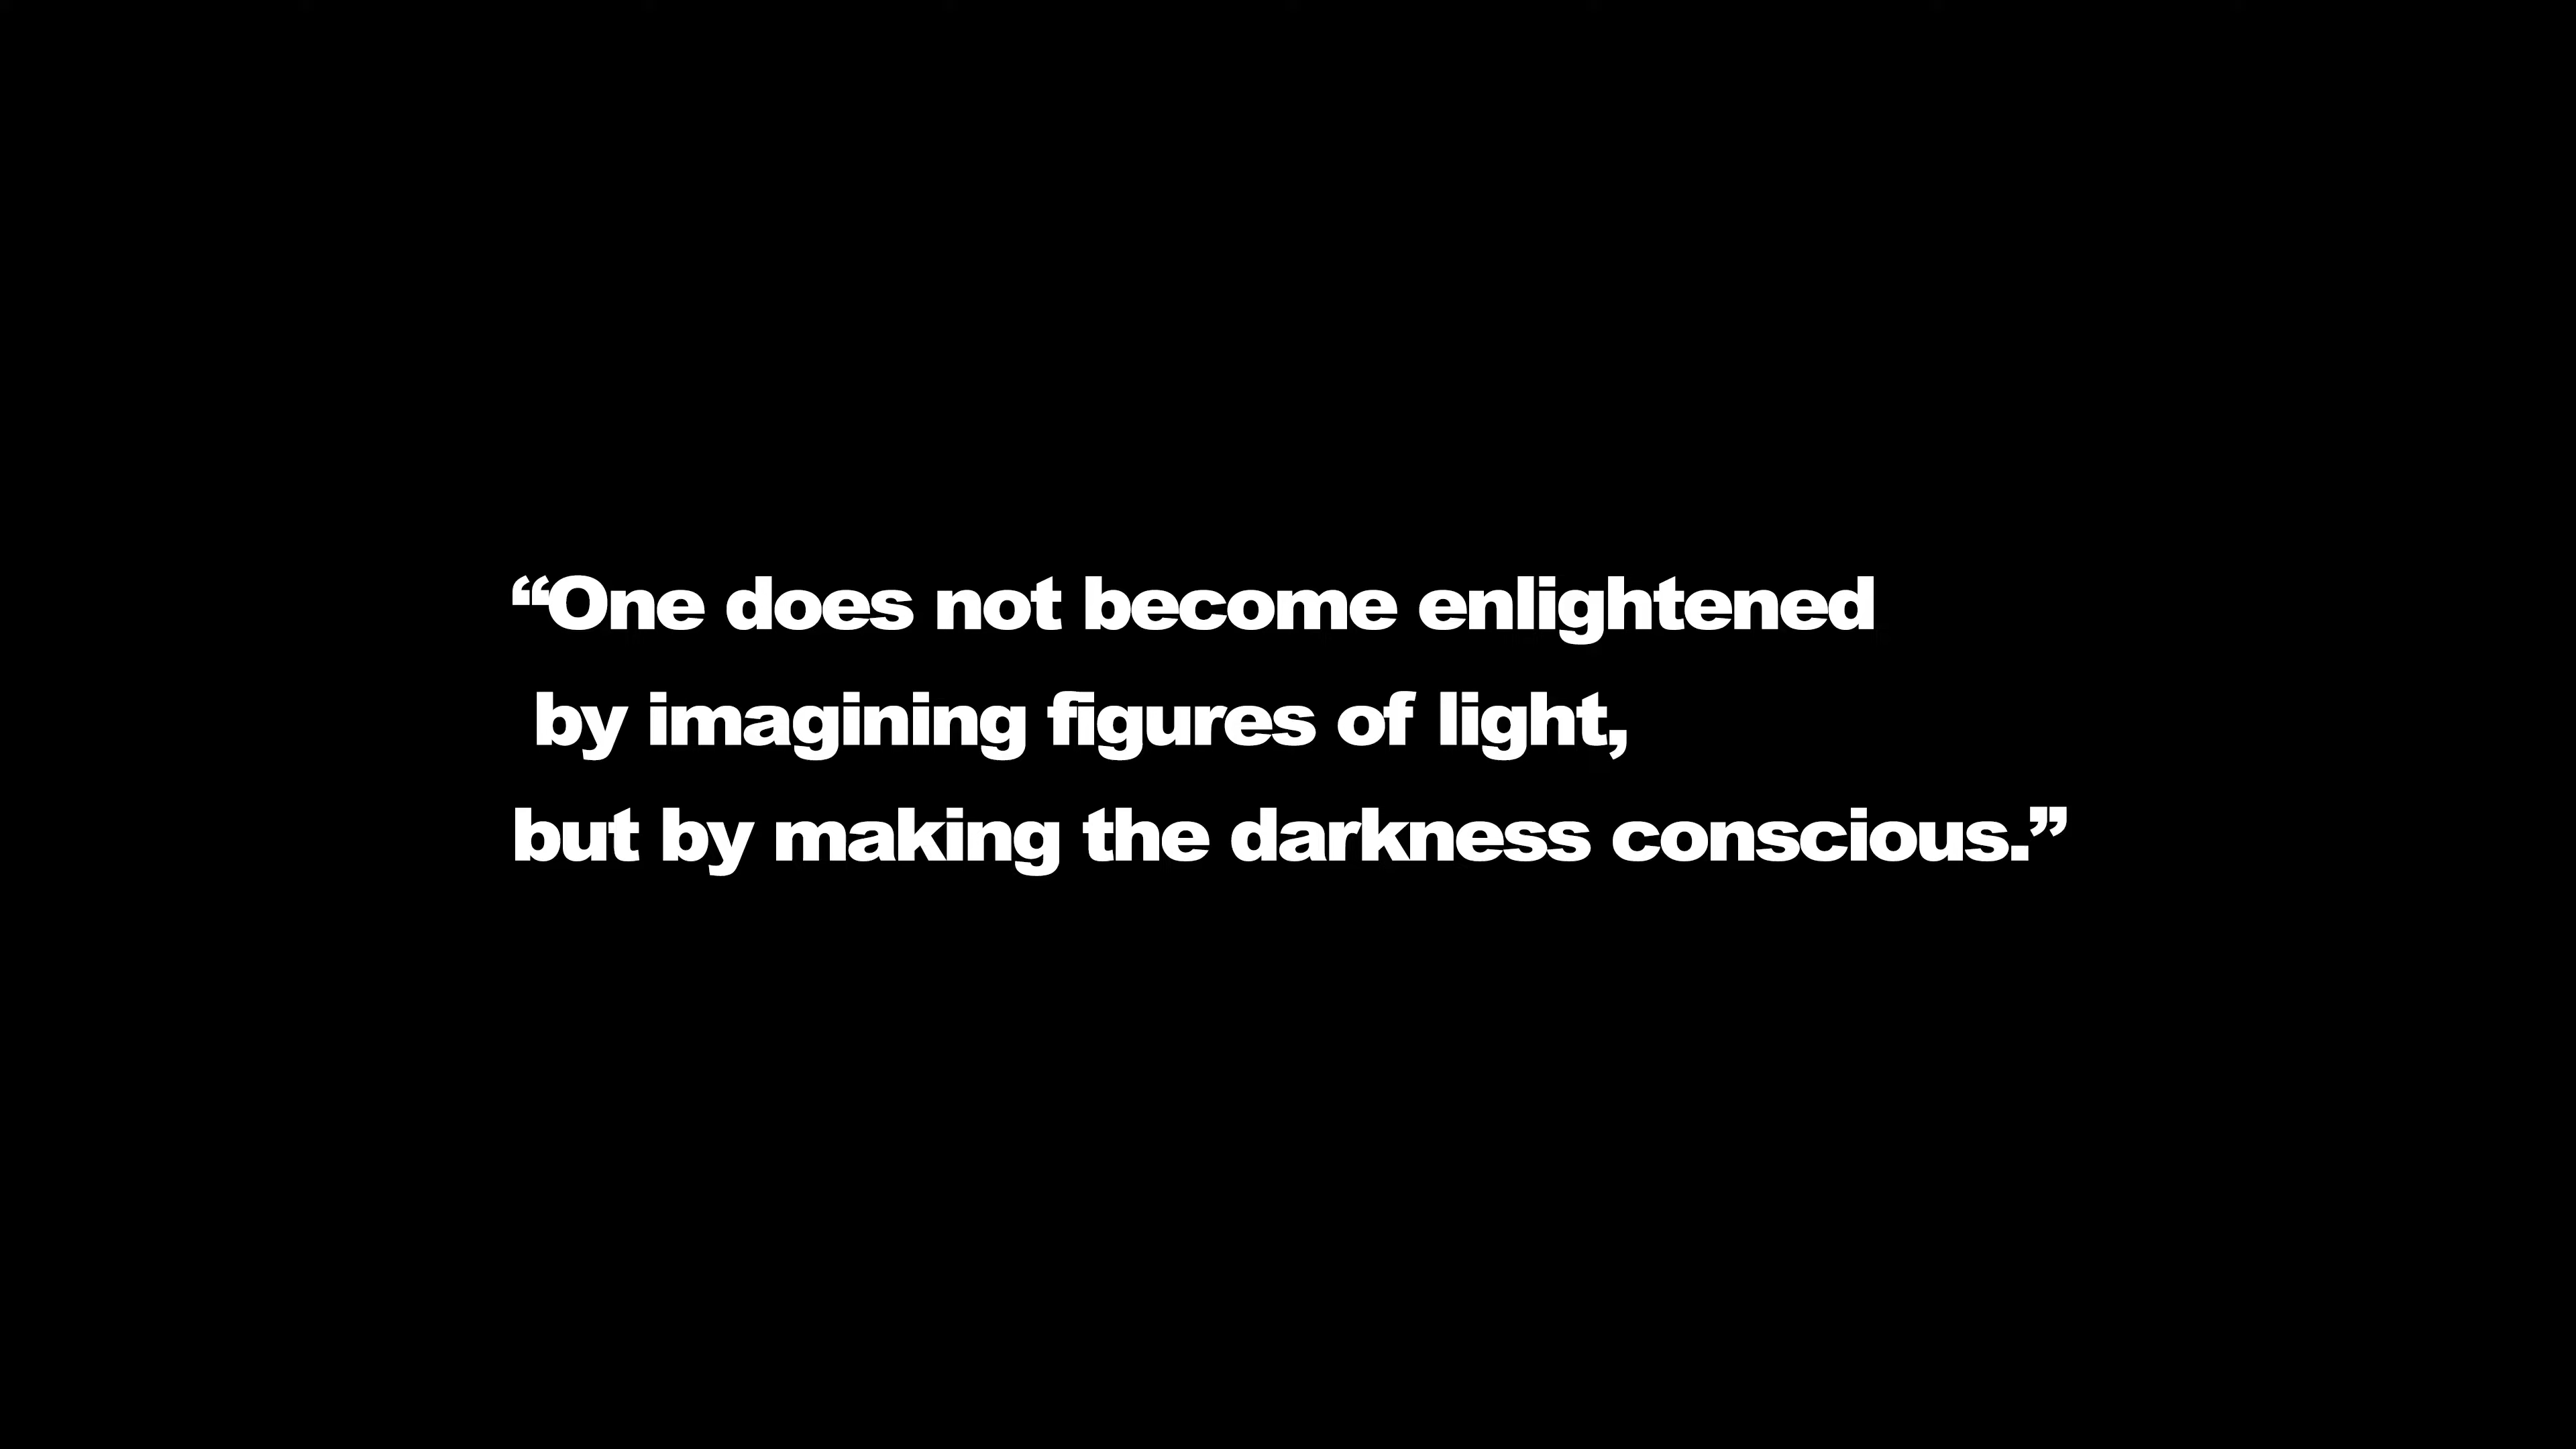 “One does not become enlightened
by imagining figures of light,
but by making the darkness conscious.”